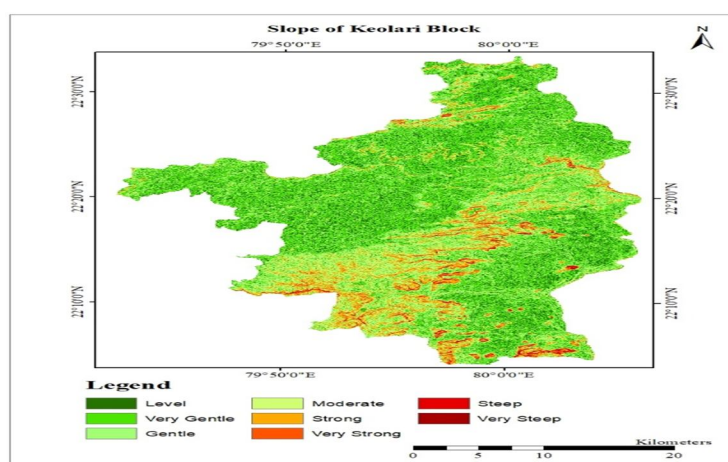 Slope of Keolari Block
N
79°50'0"E 80°0'0"E
22°30'0"N 22°30'0"N
22°20'0"N 22°20'0"N
22°10'0"N 22°10'0"N
79°50'0"E 80°0'0"E
Legend
Level Moderate Steep
Very Gentle Strong Very Steep
Gentle Very Strong
Kilometers
0 5 10 20